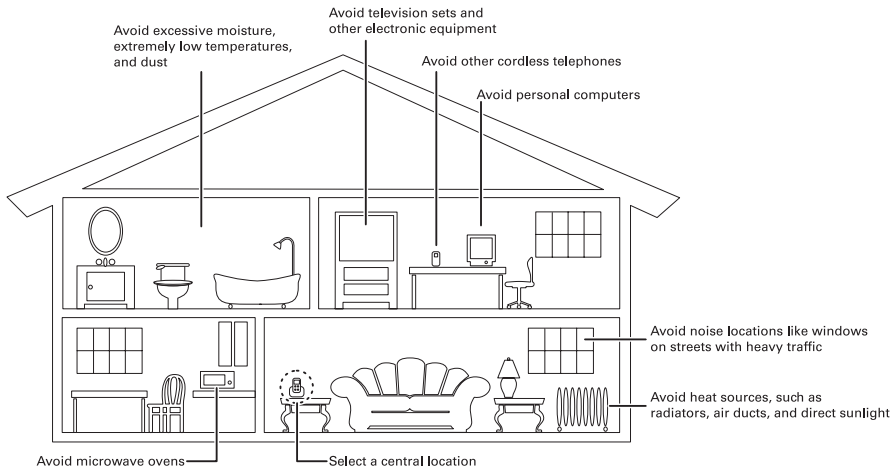 Avoid excessive moisture,
extremely low temperatures,
and dust
Avoid television sets and
other electronic equipment
Avoid other cordless telephones
Avoid personal computers
Avoid noise locations like windows
on streets with heavy traffic
Avoid heat sources, such as
radiators, air ducts, and direct sunlight
Avoid microwave ovens
Select a central location